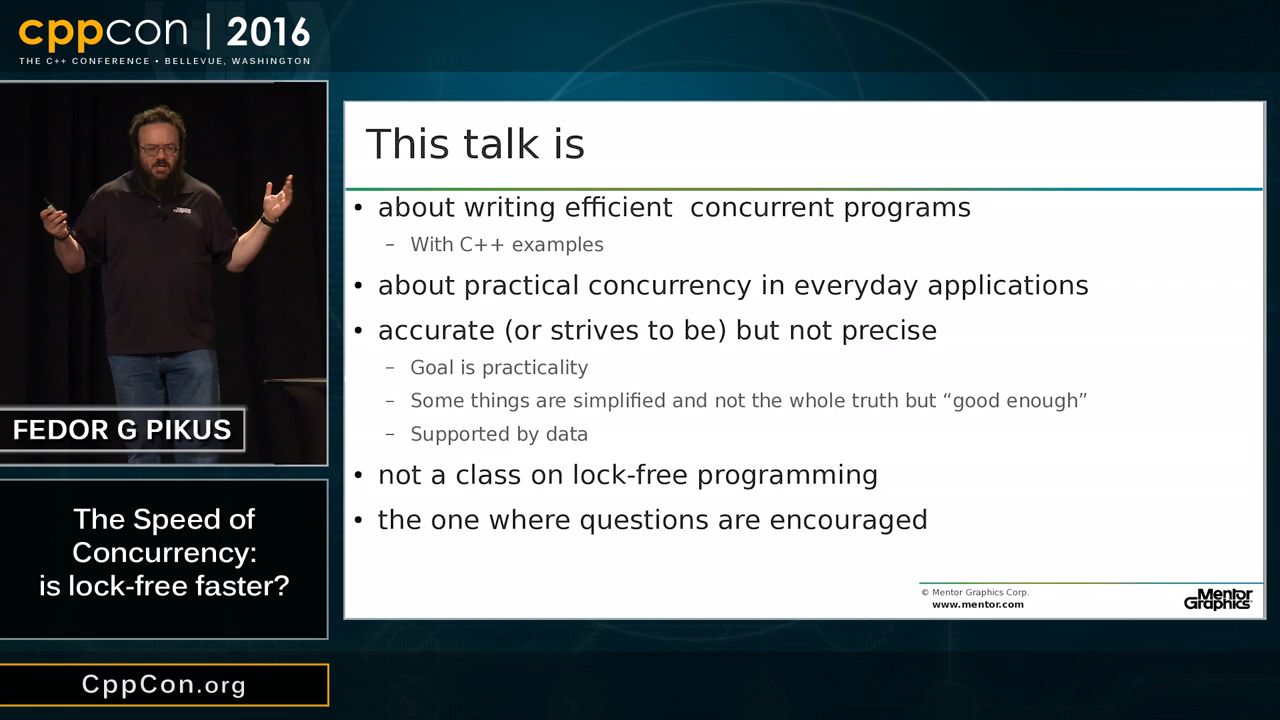 cppcon | 2016
THE C++ CONFERENCE • BELLEVUE, WASHINGTON
FEDOR G PIKUS
The Speed of
Concurrency:
is lock-free faster?
CppCon.org
This talk is
• about writing efficient  concurrent programs
– With C++ examples
• about practical concurrency in everyday applications
• accurate (or strives to be) but not precise
– Goal is practicality
– Some things are simplified and not the whole truth but “good enough”
– Supported by data
• not a class on lock-free programming
• the one where questions are encouraged
© Mentor Graphics Corp.
www.mentor.com
Mentor
Graphics